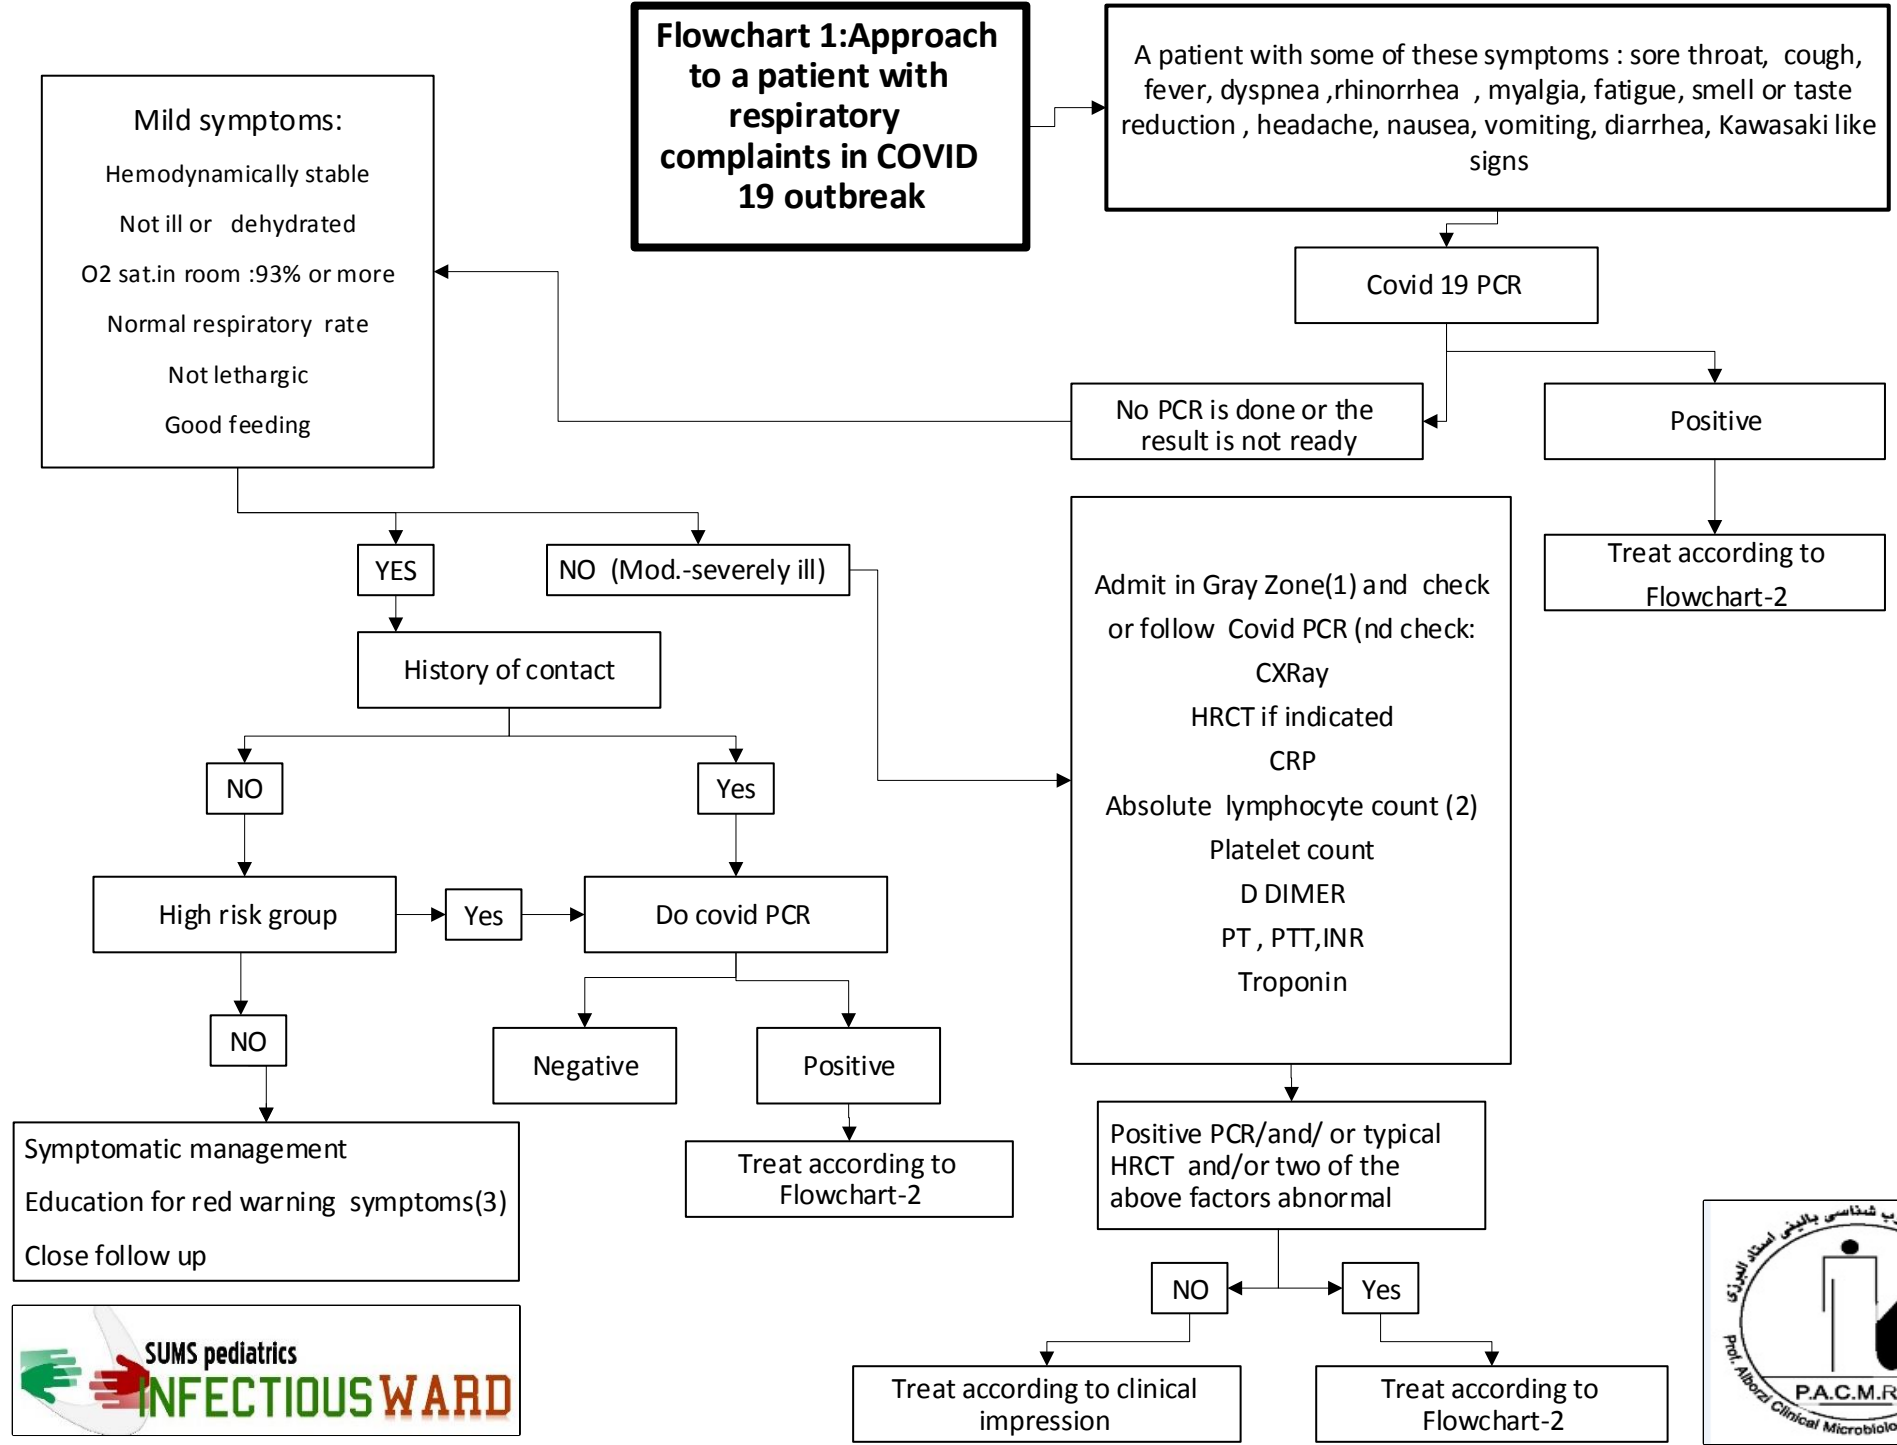 Flowchart 1:Approach
to a patient with
respiratory
complaints in COVID
19 outbreak
A patient with some of these symptoms : sore throat, cough,
fever, dyspnea ,rhinorrhea , myalgia, fatigue, smell or taste
reduction , headache, nausea, vomiting, diarrhea, Kawasaki like
signs
Covid 19 PCR
No PCR is done or the
result is not ready
Positive
Treat according to
Flowchart-2
Mild symptoms:
Hemodynamically stable
Not ill or dehydrated
O2 sat.in room :93% or more
Normal respiratory rate
Not lethargic
Good feeding
YES
NO (Mod.-severely ill)
History of contact
NO
Yes
High risk group
Yes
Do covid PCR
NO
Negative
Positive
Treat according to
Flowchart-2
Symptomatic management
Education for red warning symptoms(3)
Close follow up
Admit in Gray Zone(1) and check
or follow Covid PCR (nd check:
CXRay
HRCT if indicated
CRP
Absolute lymphocyte count (2)
Platelet count
D DIMER
PT , PTT,INR
Troponin
Positive PCR/and/ or typical
HRCT and/or two of the
above factors abnormal
NO
Yes
Treat according to clinical
impression
Treat according to
Flowchart-2
SUMS pediatrics
INFECTIOUS WARD
شناسی بالینی استاد البرزی
P.A.C.M.R
Prof. Alborzi Clinical